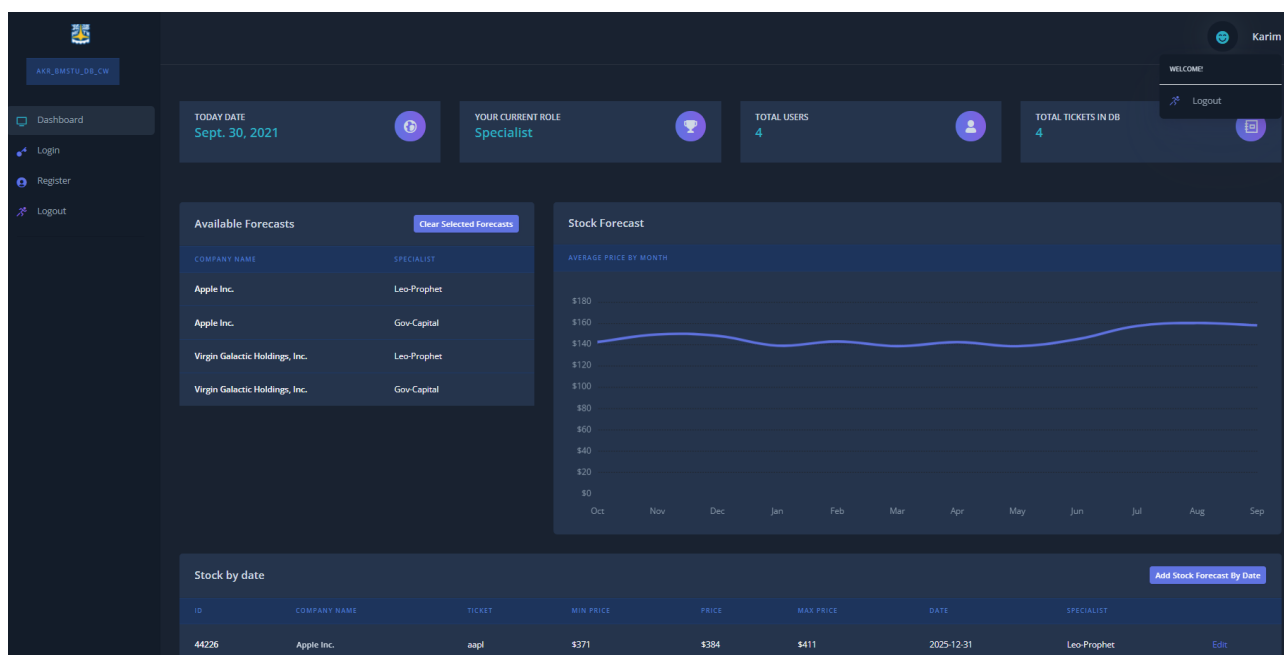 Karim
AKR_BMSTU_DB_CW
WELCOME!
Logout
Dashboard
Login
Register
Logout
TODAY DATE
Sept. 30, 2021
YOUR CURRENT ROLE
Specialist
TOTAL USERS
4
TOTAL TICKETS IN DB
4
Available Forecasts
Clear Selected Forecasts
COMPANY NAME SPECIALIST
Apple Inc. Leo-Prophet
Apple Inc. Gov-Capital
Virgin Galactic Holdings, Inc. Leo-Prophet
Virgin Galactic Holdings, Inc. Gov-Capital
Stock Forecast
AVERAGE PRICE BY MONTH
$180
$160
$140
$120
$100
$80
$60
$40
$20
$0
Oct Nov Dec Jan Feb Mar Apr May Jun Jul Aug Sep
Stock by date
Add Stock Forecast By Date
ID COMPANY NAME TICKET MIN PRICE PRICE MAX PRICE DATE SPECIALIST
44226 Apple Inc. aapl $371 $384 $411 2025-12-31 Leo-Prophet Edit